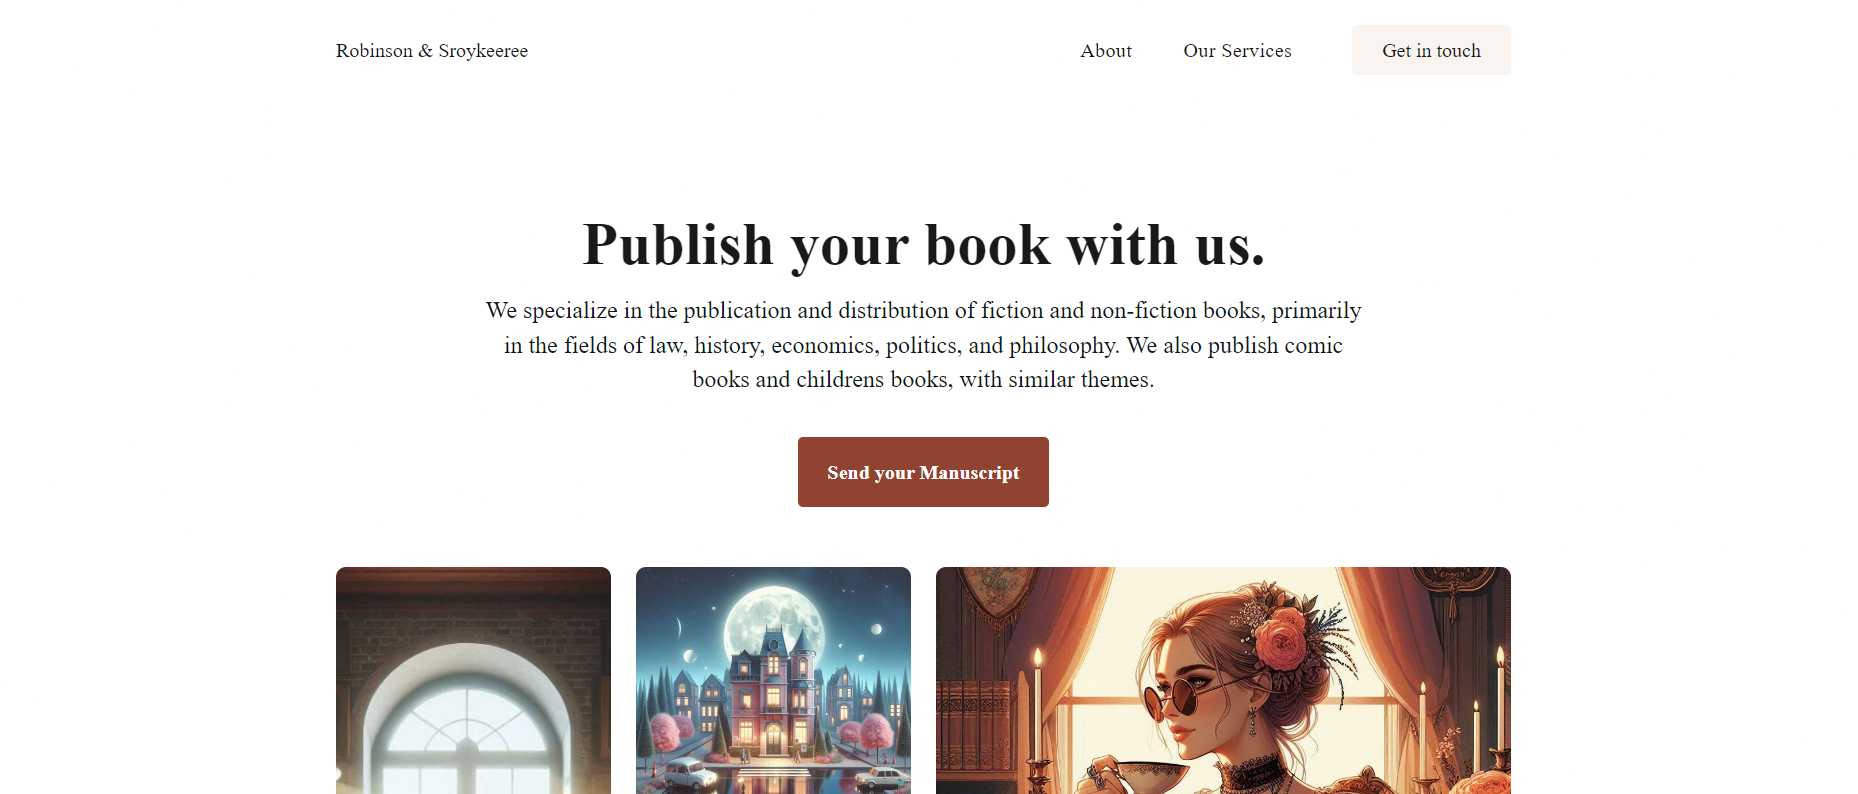 Robinson & Sroykeeree
About
Our Services
Get in touch
Publish your book with us.
We specialize in the publication and distribution of fiction and non-fiction books, primarily
in the fields of law, history, economics, politics, and philosophy. We also publish comic
books and childrens books, with similar themes.
Send your Manuscript